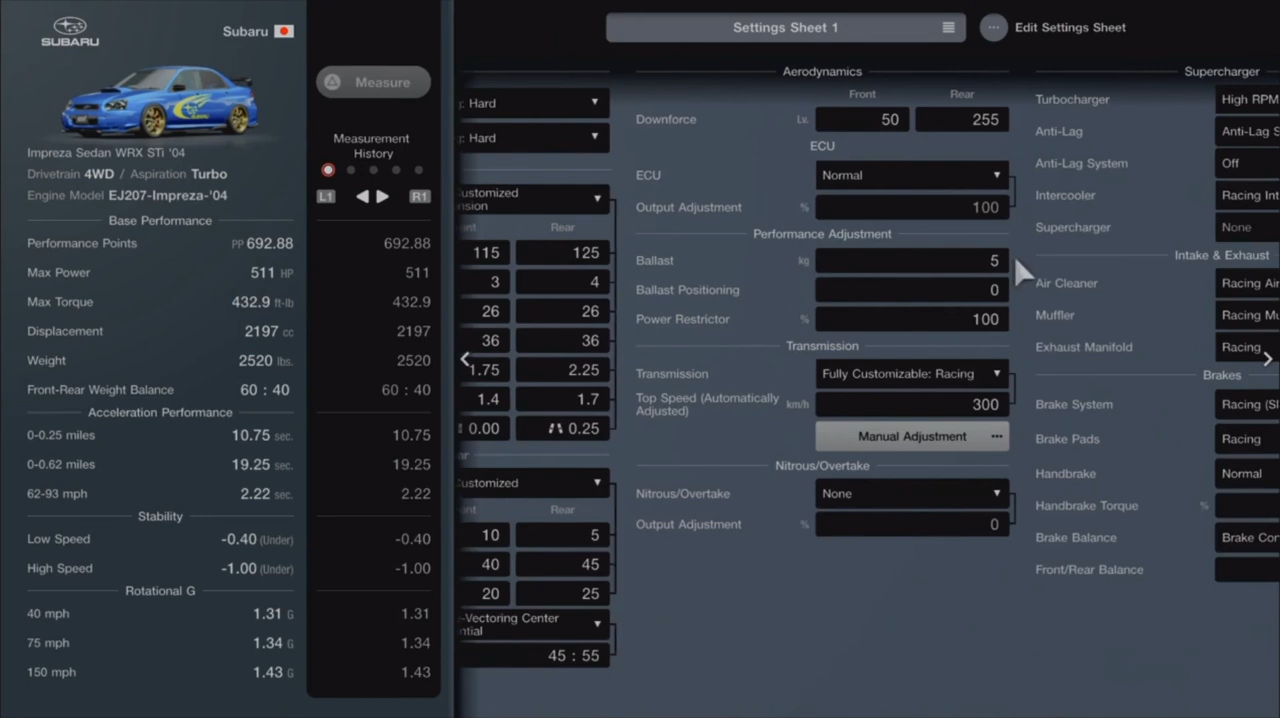 SUBARU
Subaru
Impreza Sedan WRX STi '04
Drivetrain 4WD / Aspiration Turbo
Engine Model EJ207-Impreza-'04
Base Performance
Performance Points PP 692.88
Max Power 511 HP
Max Torque 432.9 ft-lb
Displacement 2197 cc
Weight 2520 lbs.
Front-Rear Weight Balance 60 : 40
Acceleration Performance
0-0.25 miles 10.75 sec.
0-0.62 miles 19.25 sec.
62-93 mph 2.22 sec.
Stability
Low Speed -0.40 (Under)
High Speed -1.00 (Under)
Rotational G
40 mph 1.31 G
75 mph 1.34 G
150 mph 1.43 G
Measure
Measurement
History
L1 R1
692.88
511
432.9
2197
2520
60 : 40
10.75
19.25
2.22
-0.40
-1.00
1.31
1.34
1.43
Settings Sheet 1
Edit Settings Sheet
: Hard
: Hard
Customized
Rear
115 125
3 4
26 26
36 36
1.75 2.25
1.4 1.7
0.00 0.25
Customized
Rear
10 5
40 45
20 25
-Vectoring Center
45 : 55
Aerodynamics
Front Rear
Downforce Lv. 50 255
ECU
ECU Normal
Output Adjustment % 100
Performance Adjustment
Ballast kg 5
Ballast Positioning 0
Power Restrictor % 100
Transmission
Transmission Fully Customizable: Racing
Top Speed (Automatically
Adjusted) km/h 300
Manual Adjustment
Nitrous/Overtake
Nitrous/Overtake None
Output Adjustment % 0
Supercharger
Turbocharger High RPM
Anti-Lag Anti-Lag S
Anti-Lag System Off
Intercooler Racing Int
Supercharger None
Intake & Exhaust
Air Cleaner Racing Air
Muffler Racing Mu
Exhaust Manifold Racing
Brakes
Brake System Racing (Sl
Brake Pads Racing
Handbrake Normal
Handbrake Torque %
Brake Balance Brake Con
Front/Rear Balance